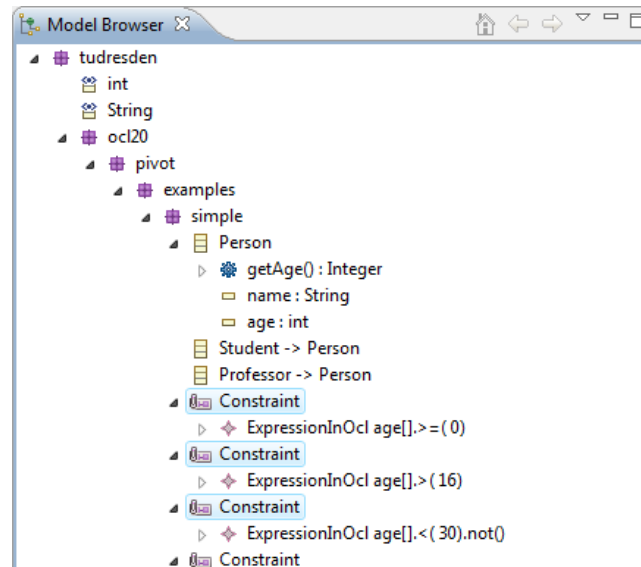 Model Browser
tudresden
int
String
ocl20
pivot
examples
simple
Person
getAge() : Integer
name : String
age : int
Student -> Person
Professor -> Person
Constraint
ExpressionInOcl age[].>=( 0)
Constraint
ExpressionInOcl age[].>( 16)
Constraint
ExpressionInOcl age[].<( 30).not()
Constraint